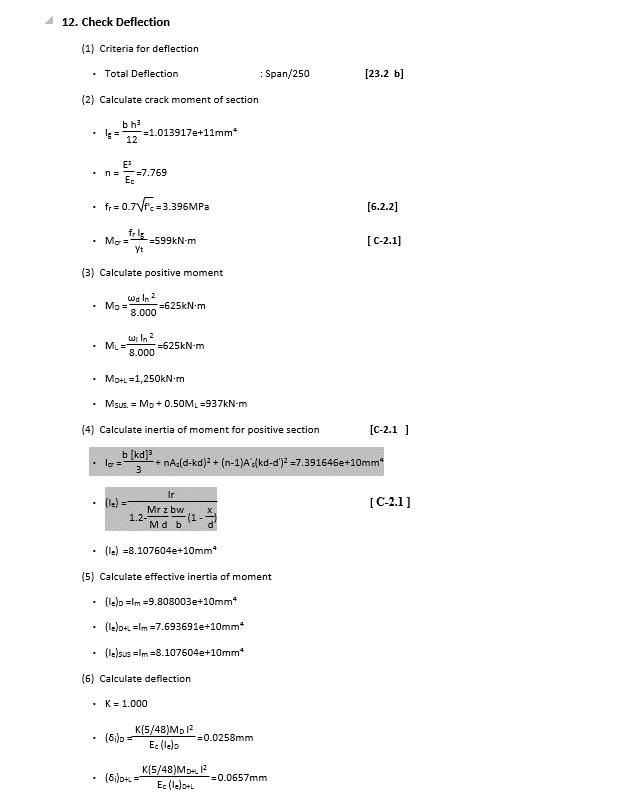 12. Check Deflection
(1) Criteria for deflection
• Total Deflection : Span/250 [23.2 b]
(2) Calculate crack moment of section
• Ig = b h³ / 12 =1.013917e+11mm⁴
• n = Es / Ec =7.769
• fr = 0.7√f'c =3.396MPa [6.2.2]
• Mcr = fr Ig / yt =599kN·m [ C-2.1]
(3) Calculate positive moment
• MD = ωd ln² / 8.000 =625kN·m
• ML = ωl ln² / 8.000 =625kN·m
• MD+L =1,250kN·m
• MSUS. = MD + 0.50ML =937kN·m
(4) Calculate inertia of moment for positive section [C-2.1 ]
• Icr = b [kd]³ / 3 + nAs(d-kd)² + (n-1)A's(kd-d')² =7.391646e+10mm⁴
• (Ie) = Ir / 1.2- Mr z bw / M d b (1 - x / d) [ C-2.1 ]
• (Ie) =8.107604e+10mm⁴
(5) Calculate effective inertia of moment
• (Ie)D =Im =9.808003e+10mm⁴
• (Ie)D+L =Im =7.693691e+10mm⁴
• (Ie)SUS =Im =8.107604e+10mm⁴
(6) Calculate deflection
• K = 1.000
• (δi)D = K(5/48)MD l² / Ec (Ie)D =0.0258mm
• (δi)D+L = K(5/48)MD+L l² / Ec (Ie)D+L =0.0657mm